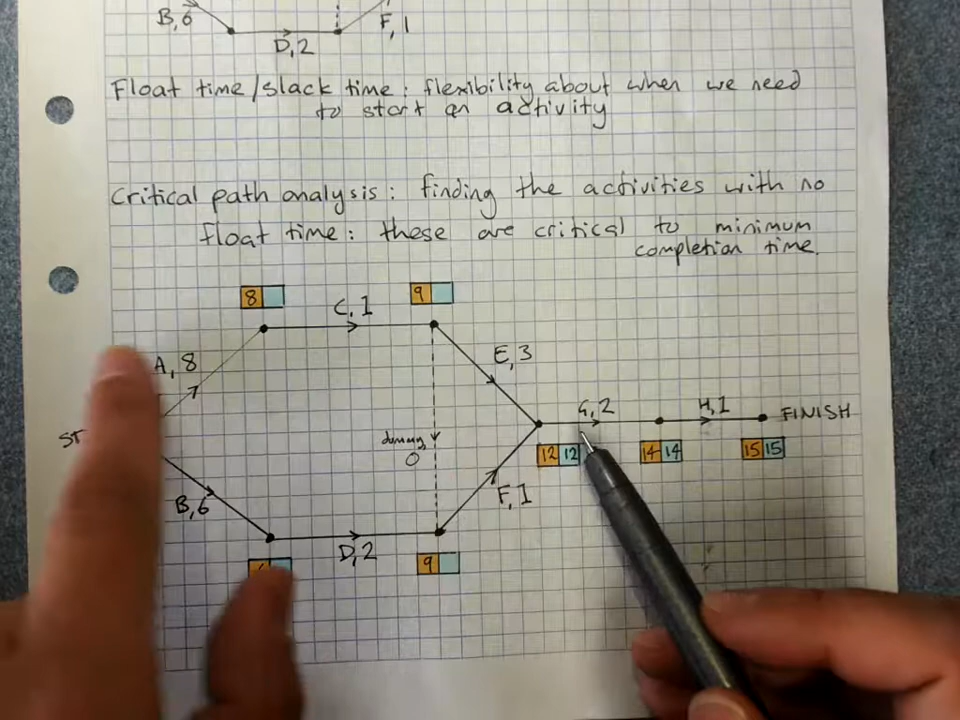 B, 6
D, 2
F, 1
Float time/slack time: flexibility about when we need
to start an activity
Critical path analysis: finding the activities with no
float time: these are critical to minimum
completion time.
8
C, 1
9
A, 8
E, 3
G, 2
H, 1
FINISH
ST
dummy,
0
12 12
14 14
15 15
B, 6
F, 1
D, 2
9